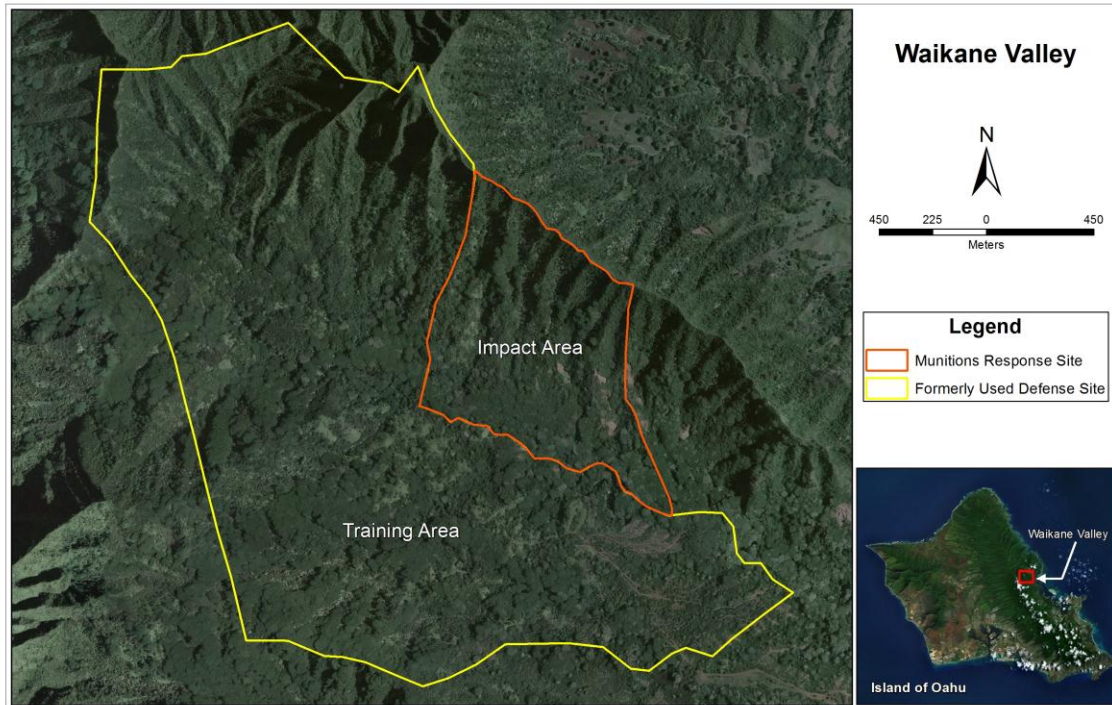 Waikane Valley
N
450 225 0 450
Meters
Impact Area
Training Area
Legend
Munitions Response Site
Formerly Used Defense Site
Waikane Valley
Island of Oahu